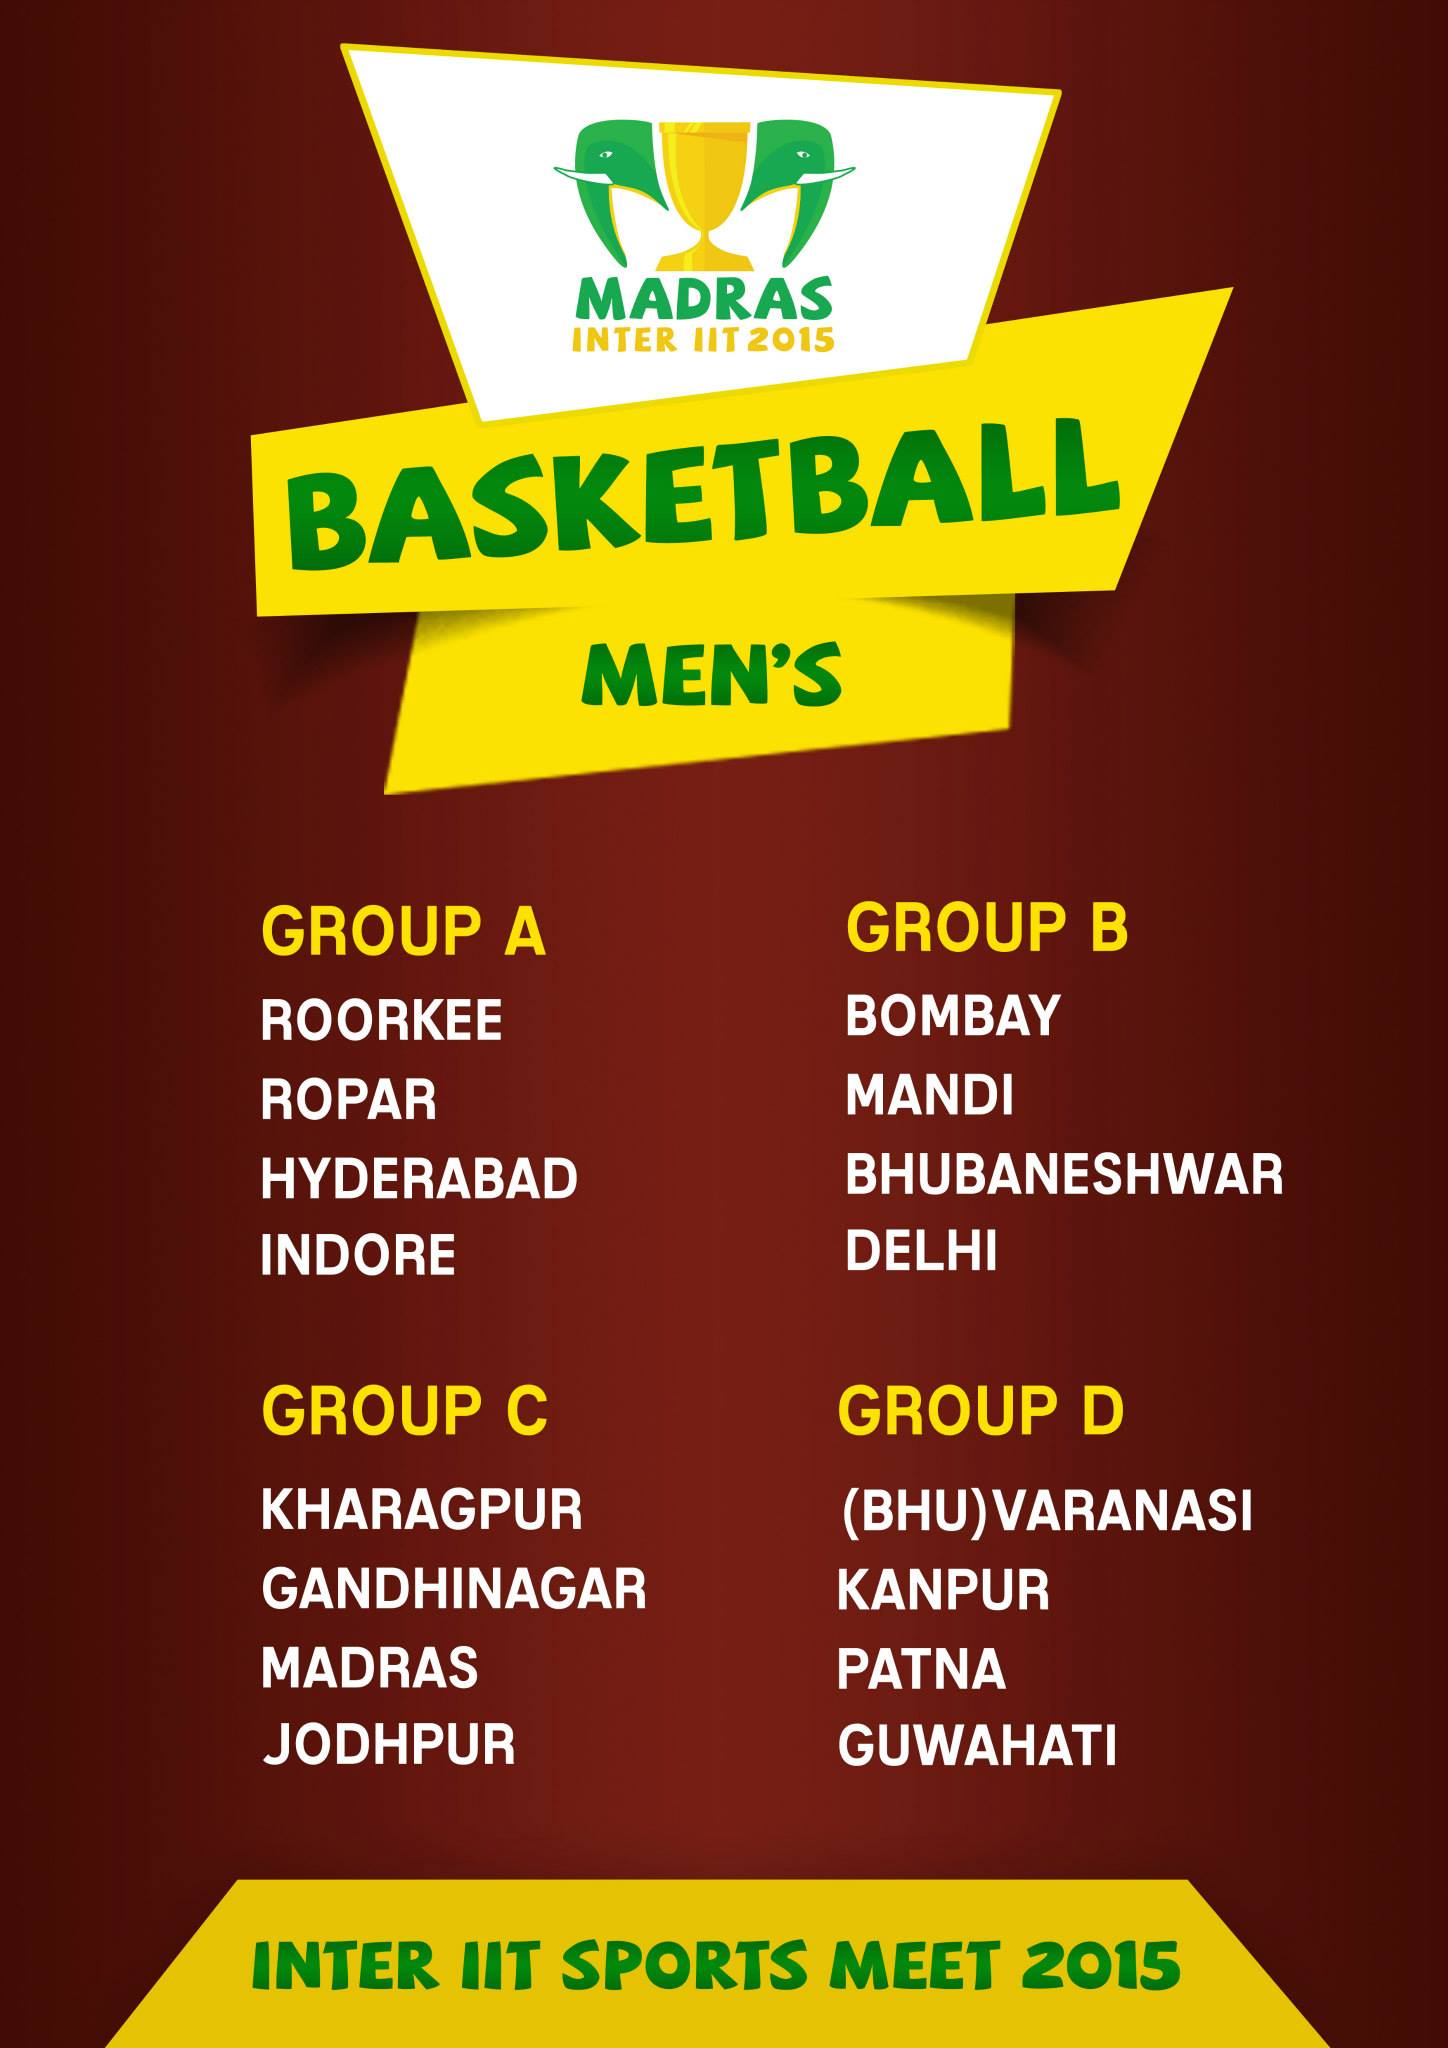 MADRAS
INTER IIT 2015
BASKETBALL
MEN'S
GROUP A
ROORKEE
ROPAR
HYDERABAD
INDORE
GROUP B
BOMBAY
MANDI
BHUBANESHWAR
DELHI
GROUP C
KHARAGPUR
GANDHINAGAR
MADRAS
JODHPUR
GROUP D
(BHU)VARANASI
KANPUR
PATNA
GUWAHATI
INTER IIT SPORTS MEET 2015